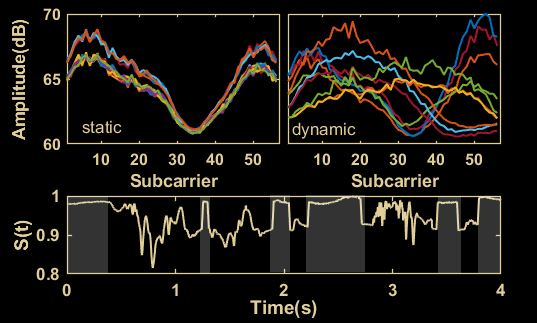 70
65
60
Amplitude(dB)
static
dynamic
10 20 30 40 50
10 20 30 40 50
Subcarrier
Subcarrier
1
0.9
0.8
S(t)
0 1 2 3 4
Time(s)